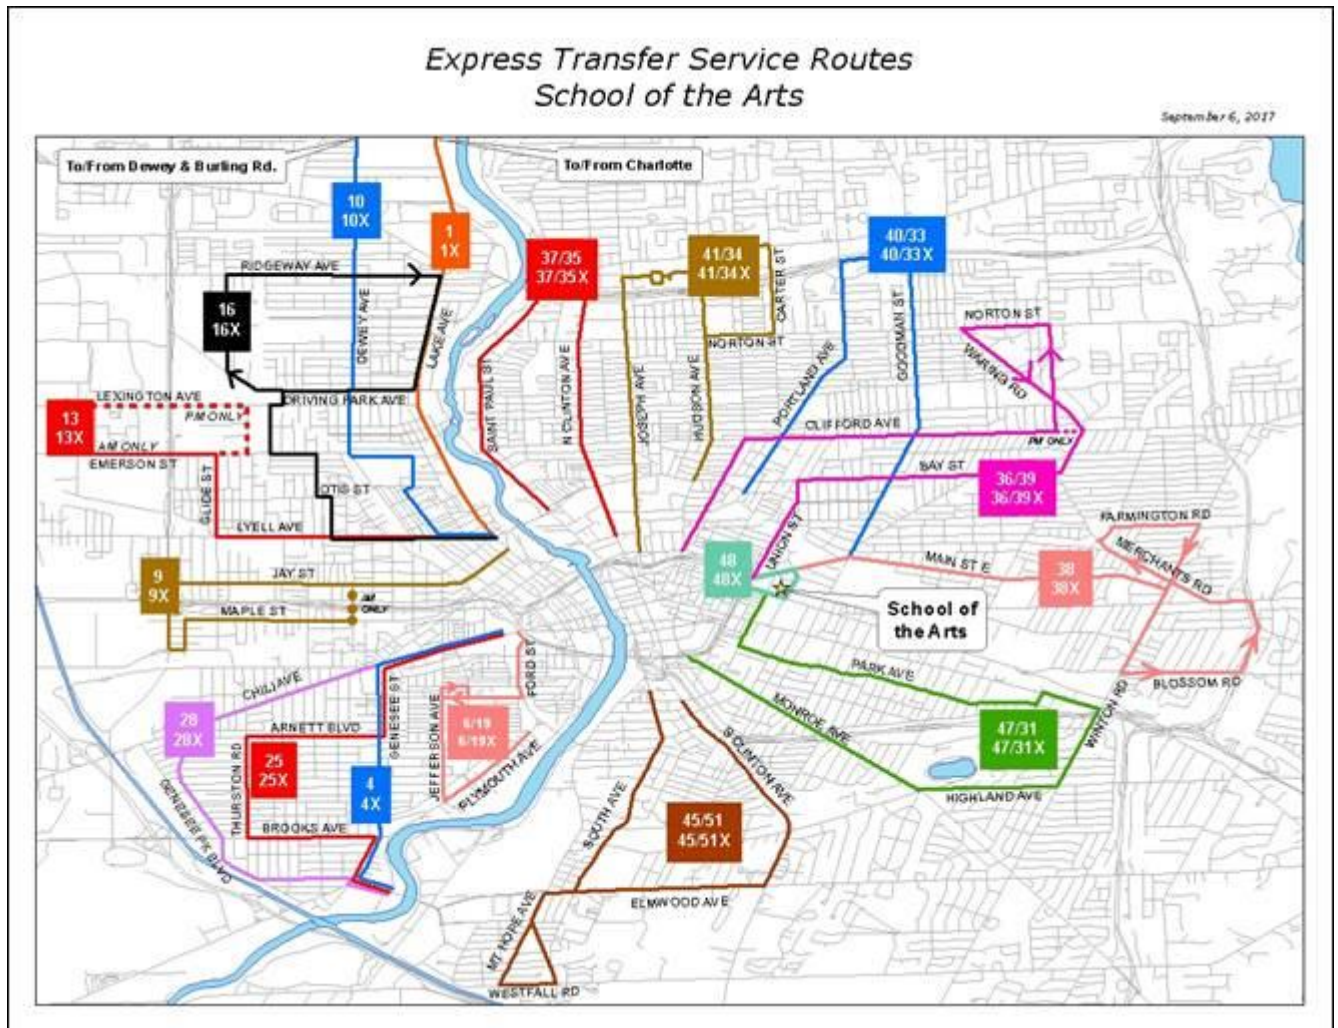 Express Transfer Service Routes
School of the Arts
September 6, 2017
To/From Dewey & Burling Rd.
To/From Charlotte
10
10X
1
1X
37/35
37/35X
41/34
41/34X
40/33
40/33X
RIDGEWAY AVE
16
16X
DEWEY AVE
LAKE AVE
CARTER ST
NORTON ST
GOODMAN ST
NORTON ST
WARING RD
SAINT PAUL ST
N CLINTON AVE
JOSEPH AVE
HUDSON AVE
PORTLAND AVE
LEXINGTON AVE
PM ONLY
DRIVING PARK AVE
13
13X
AM ONLY
EMERSON ST
CLIFFORD AVE
PM ONLY
BAY ST
36/39
36/39X
GLIDE ST
OTIS ST
LYELL AVE
UNION ST
FARMINGTON RD
MERCHANTS RD
48
48X
MAIN ST E
38
38X
9
9X
JAY ST
MAPLE ST
AM
ONLY
School of
the Arts
CHILI AVE
FORD ST
PARK AVE
BLOSSOM RD
WINTON RD
28
28X
ARNETT BLVD
GENESEE ST
JEFFERSON AVE
6/19
6/19X
PLYMOUTH AVE
MONROE AVE
47/31
47/31X
S CLINTON AVE
THURSTON RD
25
25X
4
4X
HIGHLAND AVE
GENESEE PK BLVD
BROOKS AVE
SOUTH AVE
45/51
45/51X
ELMWOOD AVE
MT HOPE AVE
WESTFALL RD